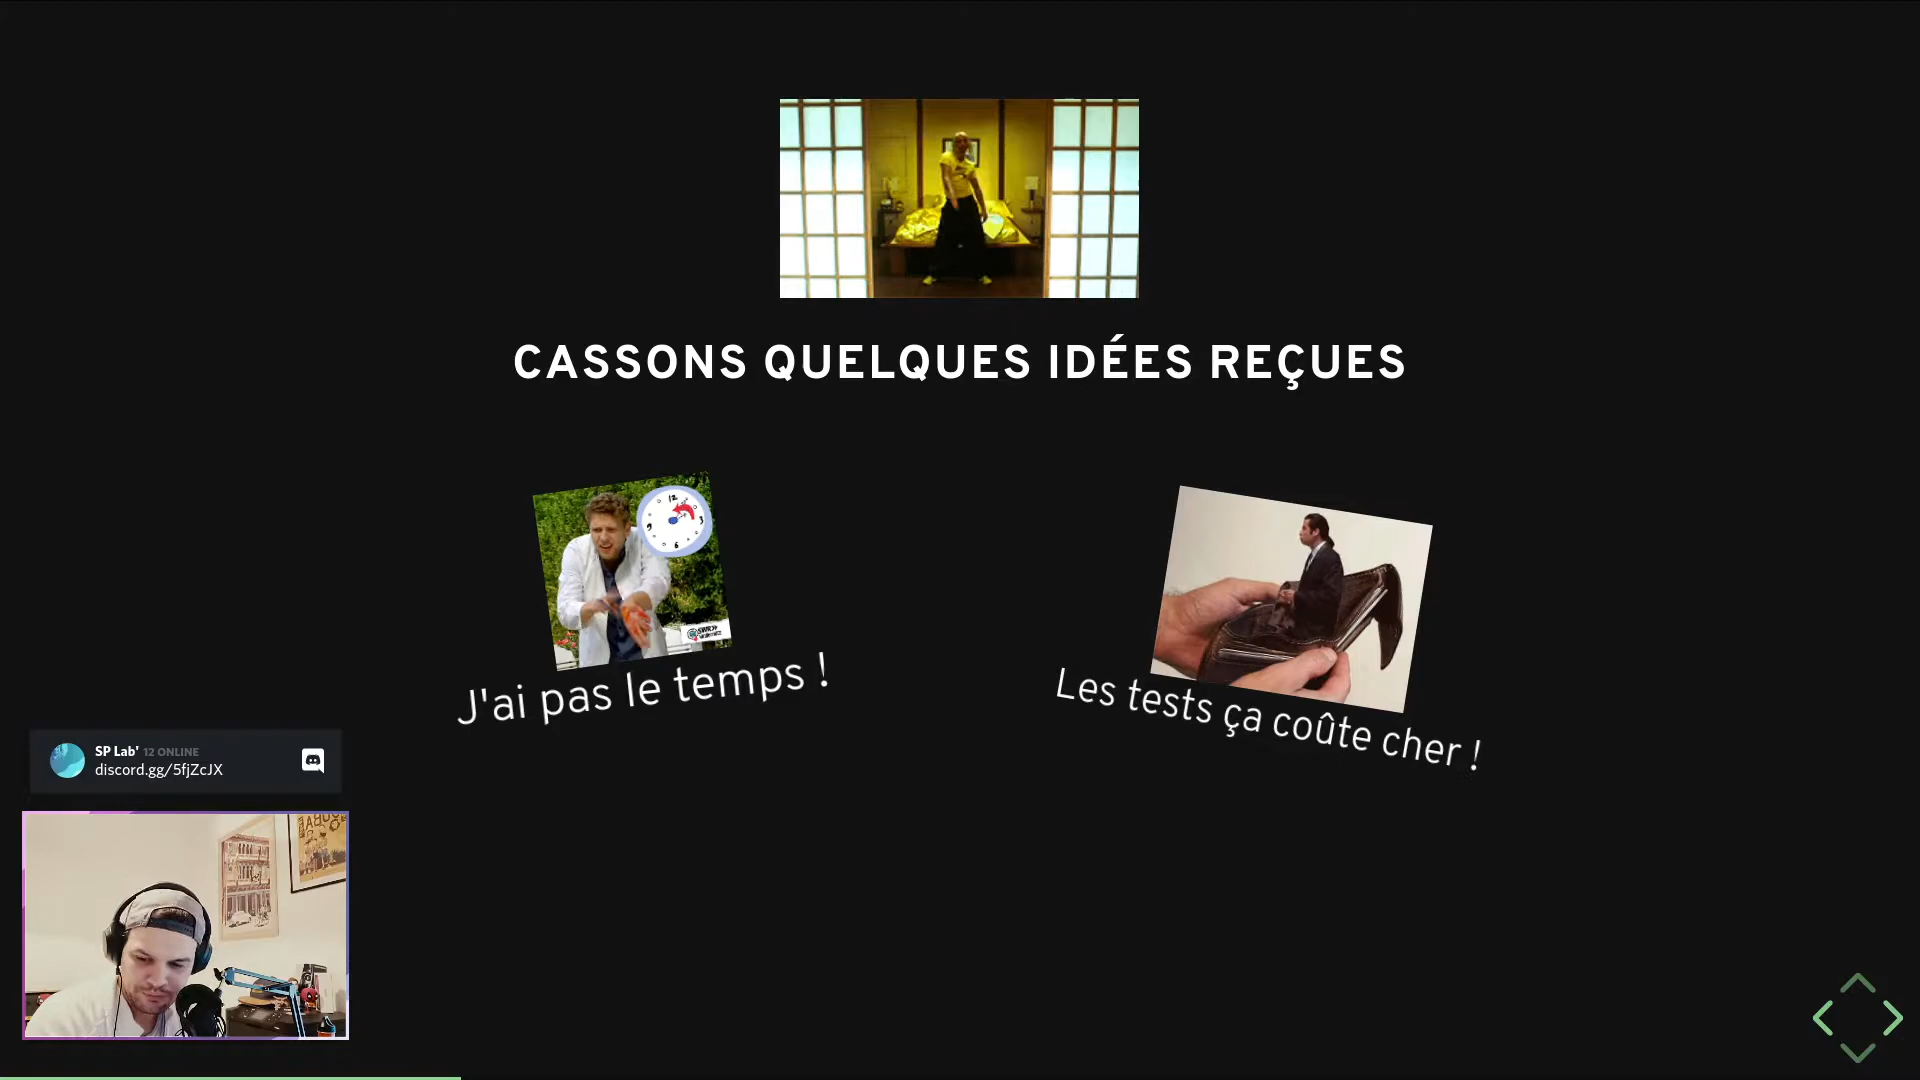 CASSONS QUELQUES IDÉES REÇUES
J'ai pas le temps !
Les tests ça coûte cher !
SP Lab' 12 ONLINE
discord.gg/5fjZcJX